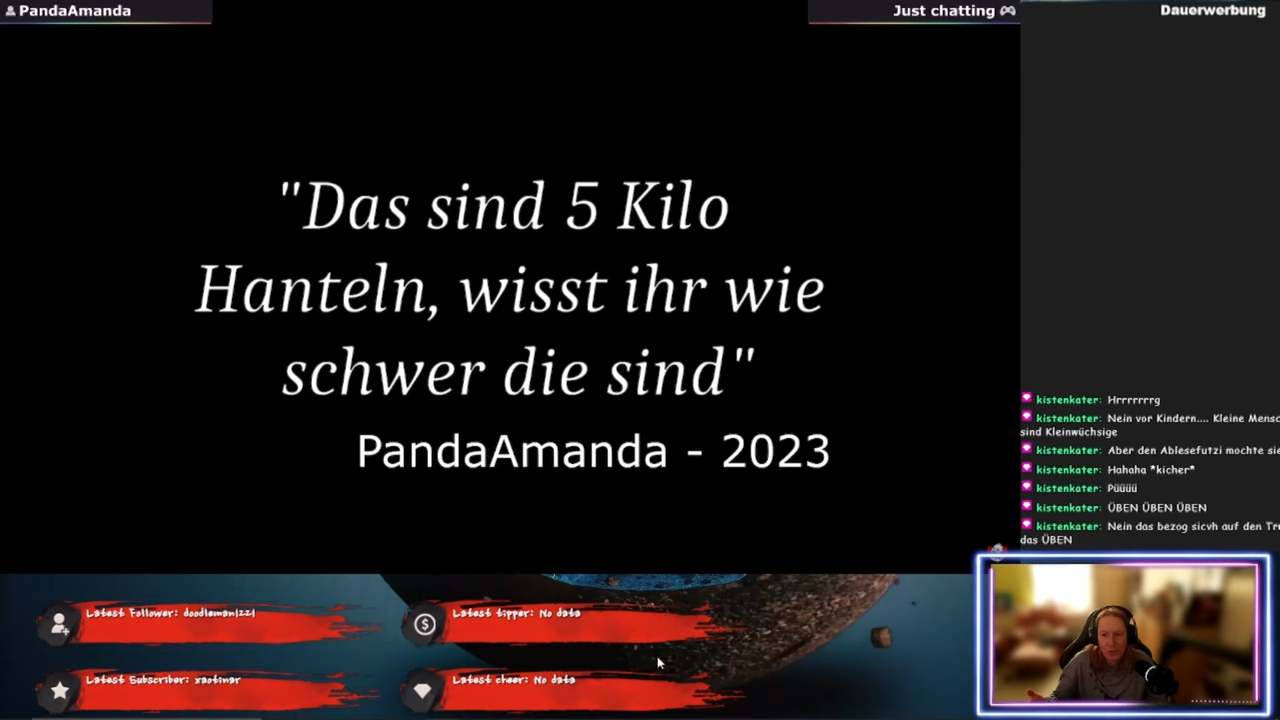 PandaAmanda
Just chatting
Dauerwerbung
"Das sind 5 Kilo
Hanteln, wisst ihr wie
schwer die sind"
PandaAmanda - 2023
kistenkater: Hrrrrrrrg
kistenkater: Nein vor Kindern.... Kleine Mensc
sind Kleinwüchsige
kistenkater: Aber den Ablesefutzi mochte sie
kistenkater: Hahaha *kicher*
kistenkater: Püüüü
kistenkater: ÜBEN ÜBEN ÜBEN
kistenkater: Nein das bezog sicvh auf den Tr
das ÜBEN
Latest Follower: doodleman1221
Latest tipper: No data
Latest Subscriber: xaotinar
Latest cheer: No data